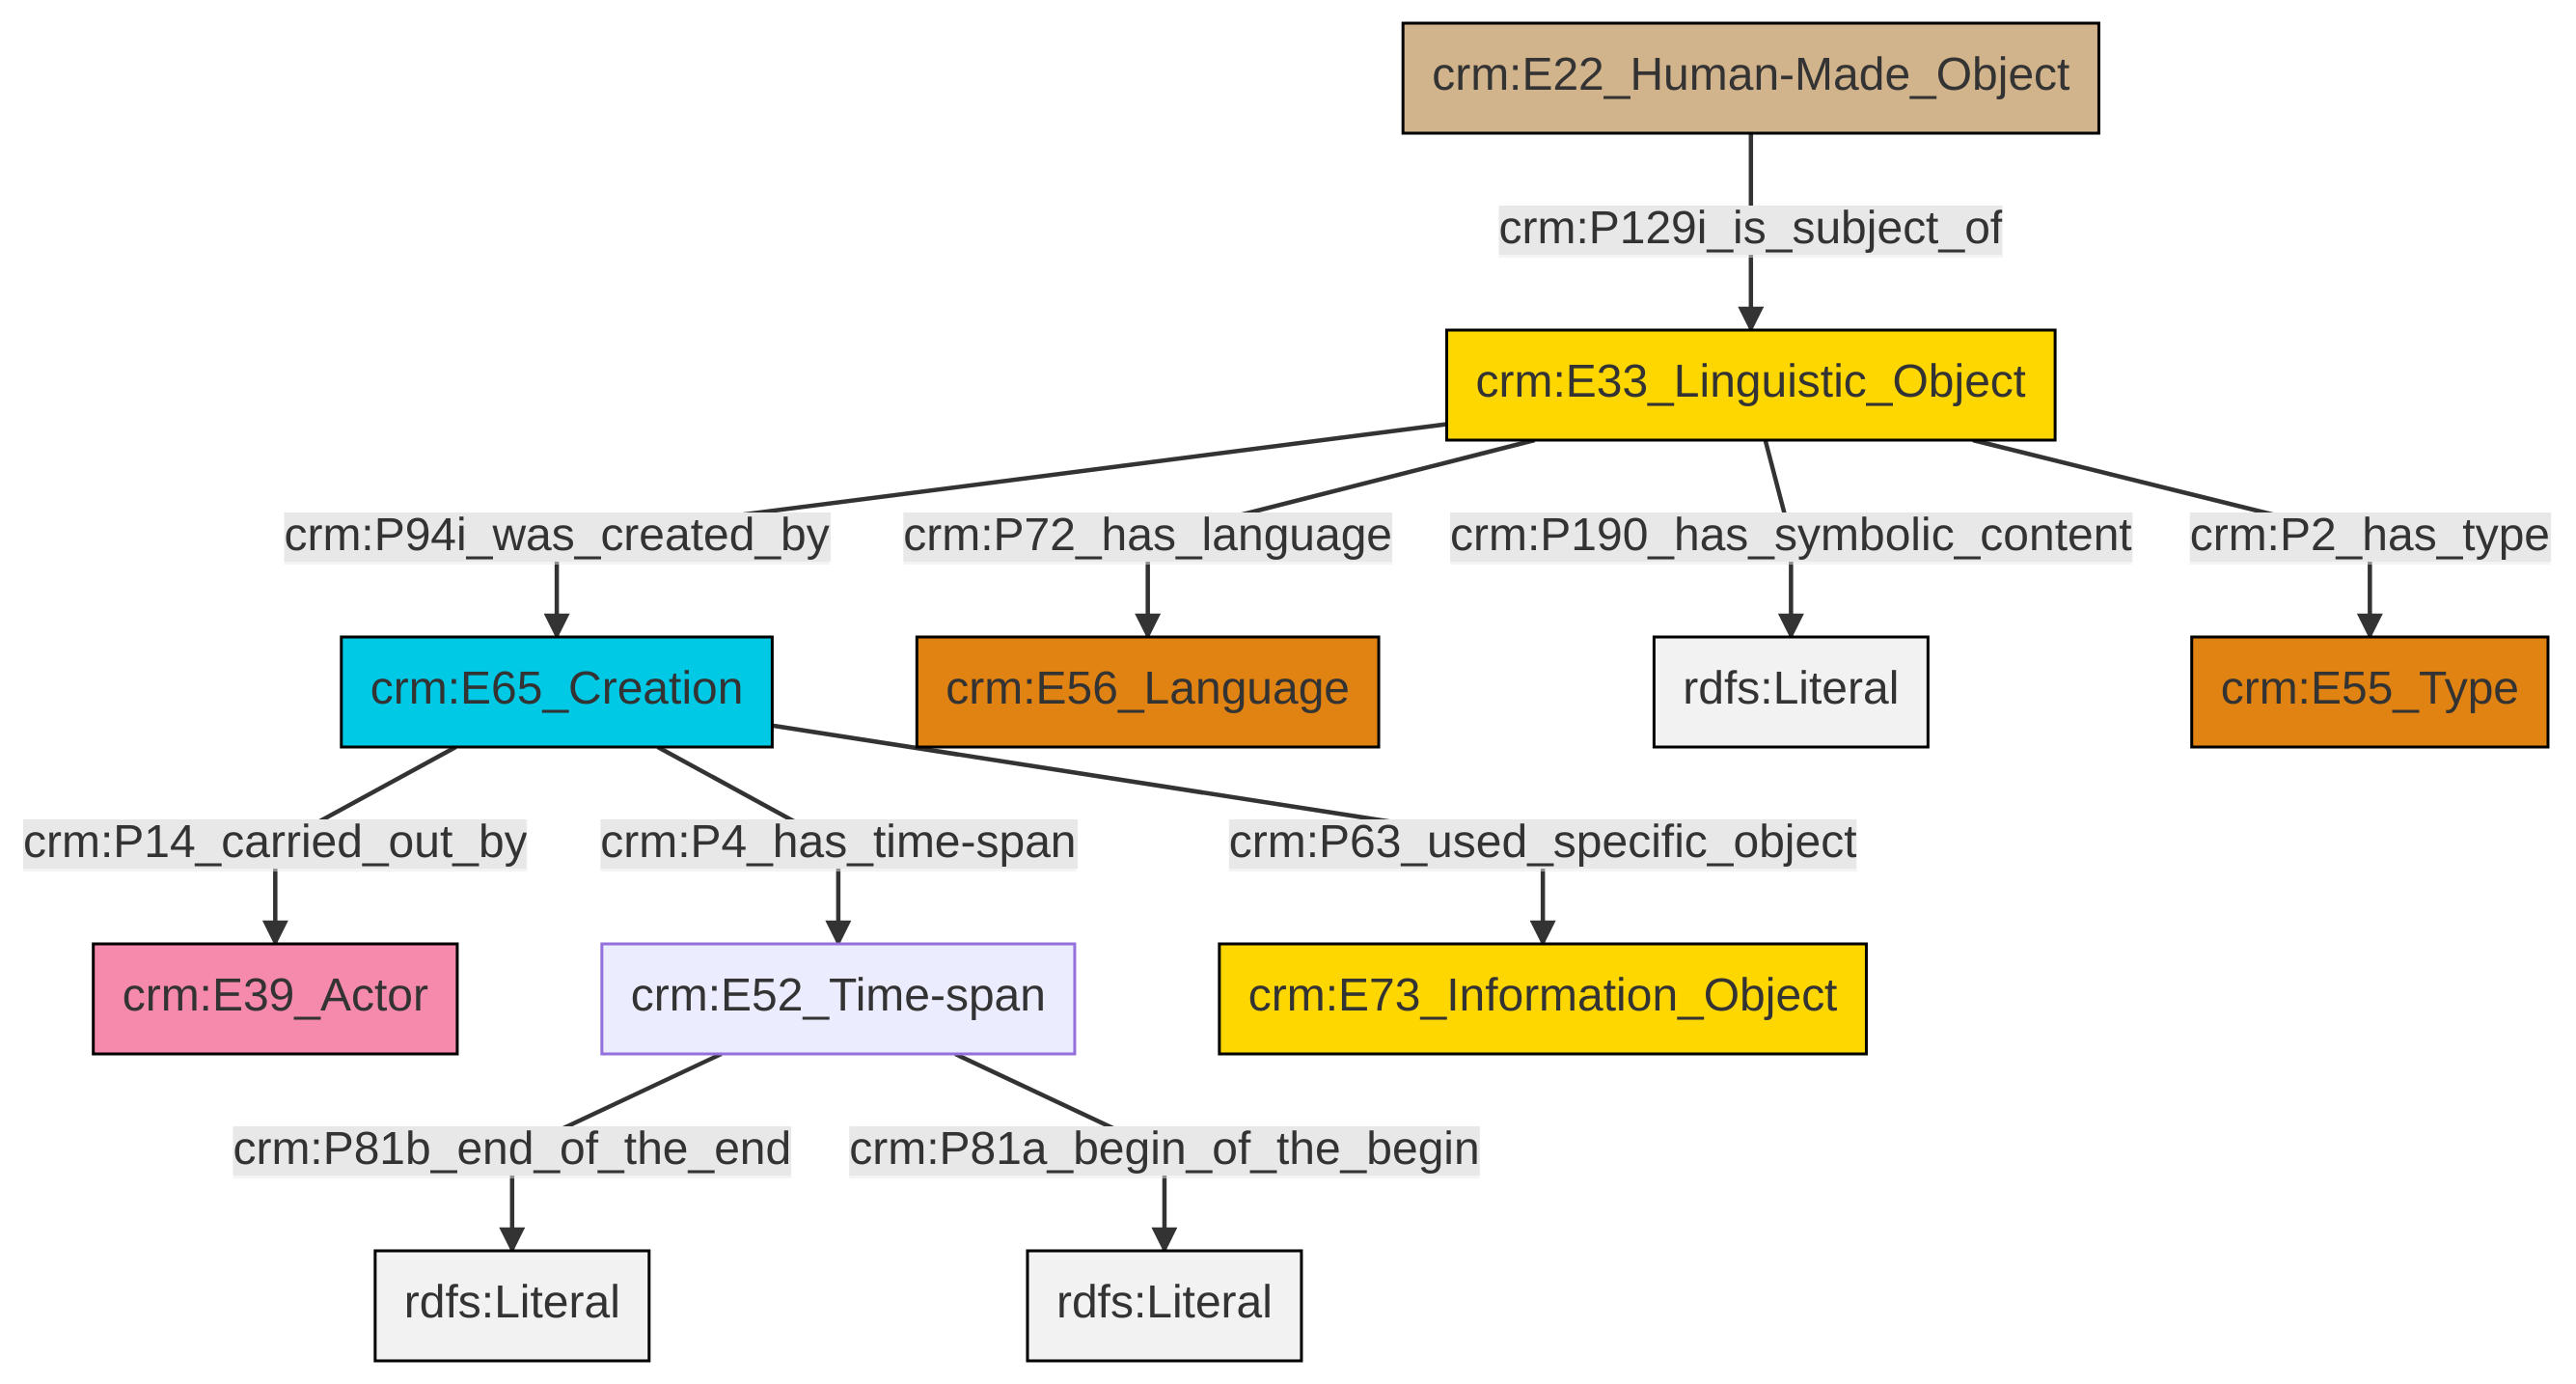 crm:E22_Human-Made_Object
crm:P129i_is_subject_of
crm:E33_Linguistic_Object
crm:P94i_was_created_by
crm:P72_has_language
crm:P190_has_symbolic_content
crm:P2_has_type
crm:E65_Creation
crm:E56_Language
rdfs:Literal
crm:E55_Type
crm:P14_carried_out_by
crm:P4_has_time-span
crm:P63_used_specific_object
crm:E39_Actor
crm:E52_Time-span
crm:E73_Information_Object
crm:P81b_end_of_the_end
crm:P81a_begin_of_the_begin
rdfs:Literal
rdfs:Literal